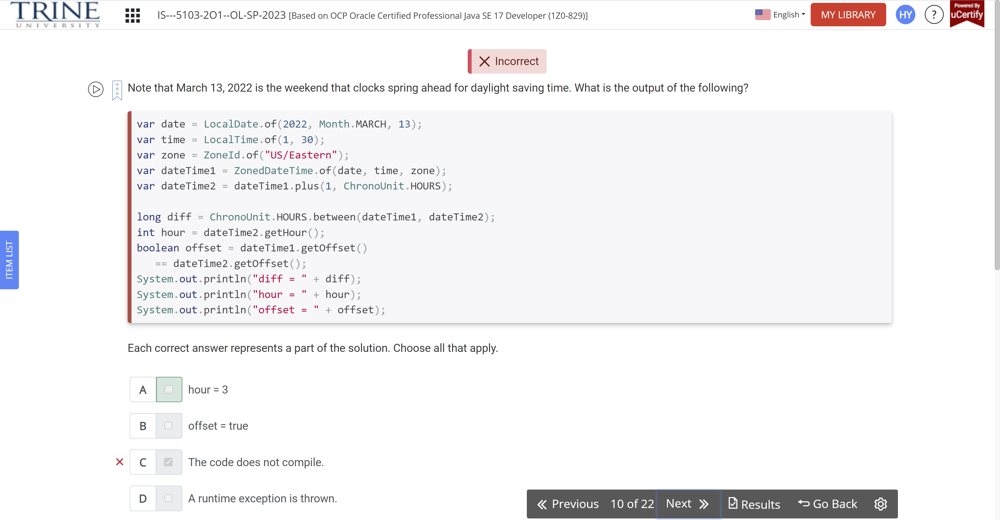 TRINE
UNIVERSITY
IS---5103-2O1--OL-SP-2023 [Based on OCP Oracle Certified Professional Java SE 17 Developer (1Z0-829)]
English
MY LIBRARY
HY
?
Powered By
uCertify
Incorrect
Note that March 13, 2022 is the weekend that clocks spring ahead for daylight saving time. What is the output of the following?
var date = LocalDate.of(2022, Month.MARCH, 13);
var time = LocalTime.of(1, 30);
var zone = ZoneId.of("US/Eastern");
var dateTime1 = ZonedDateTime.of(date, time, zone);
var dateTime2 = dateTime1.plus(1, ChronoUnit.HOURS);
long diff = ChronoUnit.HOURS.between(dateTime1, dateTime2);
int hour = dateTime2.getHour();
boolean offset = dateTime1.getOffset()
   == dateTime2.getOffset();
System.out.println("diff = " + diff);
System.out.println("hour = " + hour);
System.out.println("offset = " + offset);
ITEM LIST
Each correct answer represents a part of the solution. Choose all that apply.
A hour = 3
B offset = true
C The code does not compile.
D A runtime exception is thrown.
Previous 10 of 22 Next Results Go Back